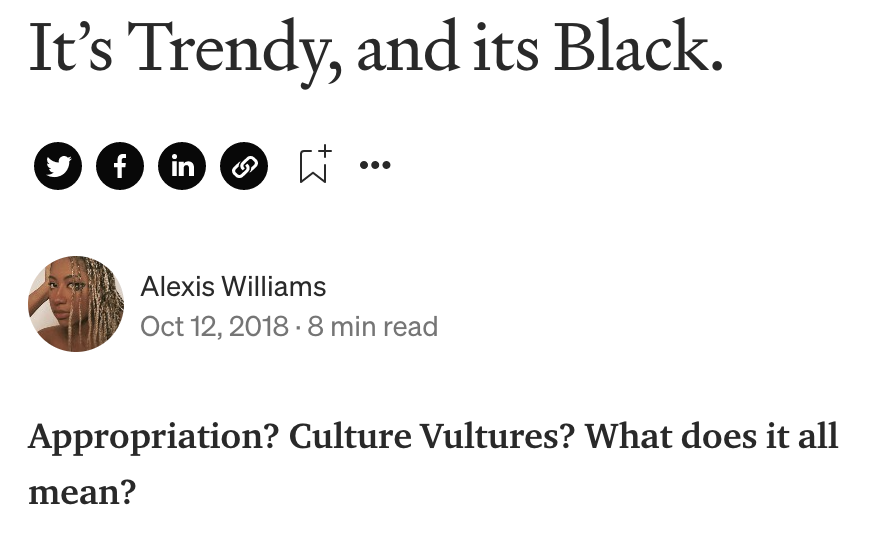 It’s Trendy, and its Black.
Alexis Williams
Oct 12, 2018 · 8 min read
Appropriation? Culture Vultures? What does it all
mean?